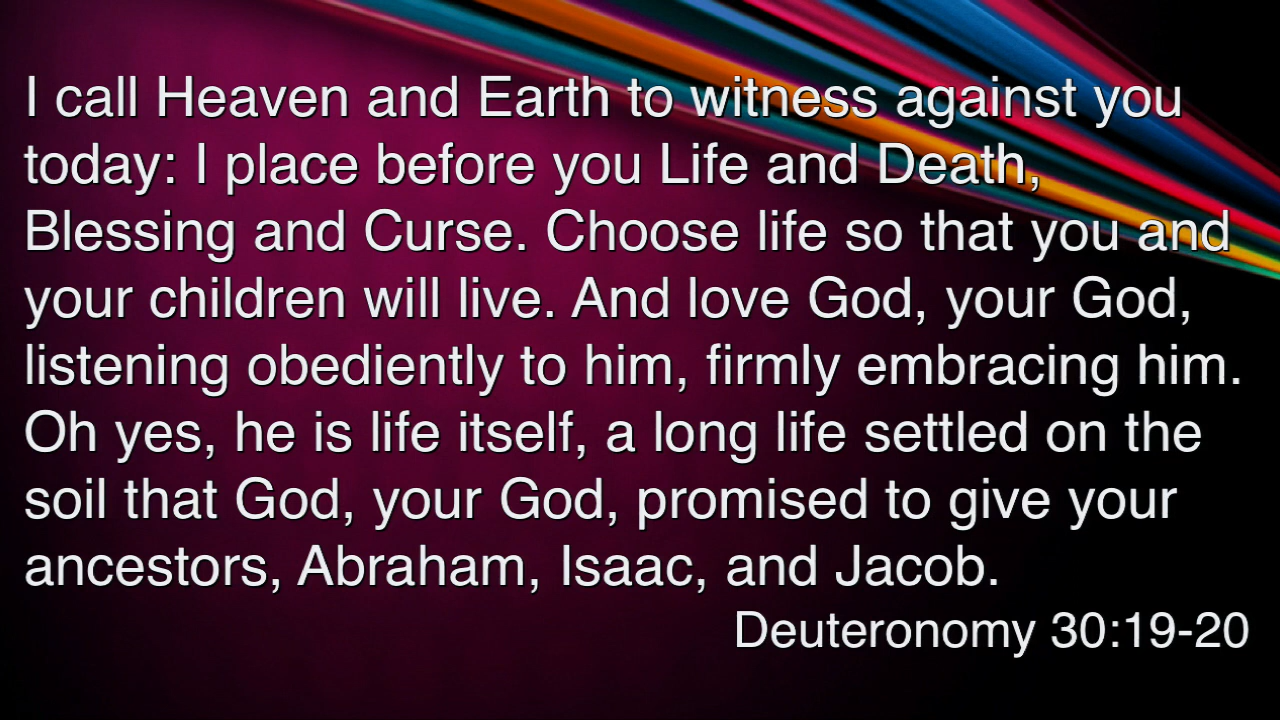 I call Heaven and Earth to witness against you
today: I place before you Life and Death,
Blessing and Curse. Choose life so that you and
your children will live. And love God, your God,
listening obediently to him, firmly embracing him.
Oh yes, he is life itself, a long life settled on the
soil that God, your God, promised to give your
ancestors, Abraham, Isaac, and Jacob.
Deuteronomy 30:19-20